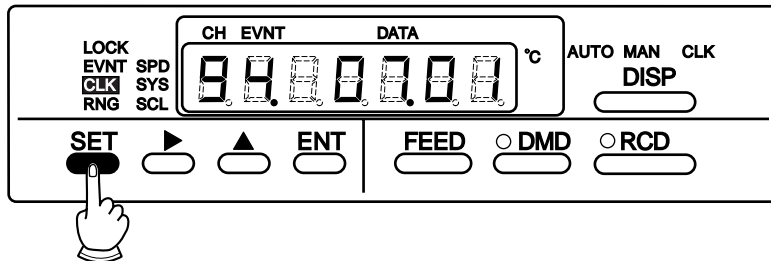 CH EVNT DATA
LOCK
EVNT SPD
CLK SYS
RNG SCL
94. 07.01
°C
AUTO MAN CLK
DISP
SET ▶ ▲ ENT FEED DMD RCD